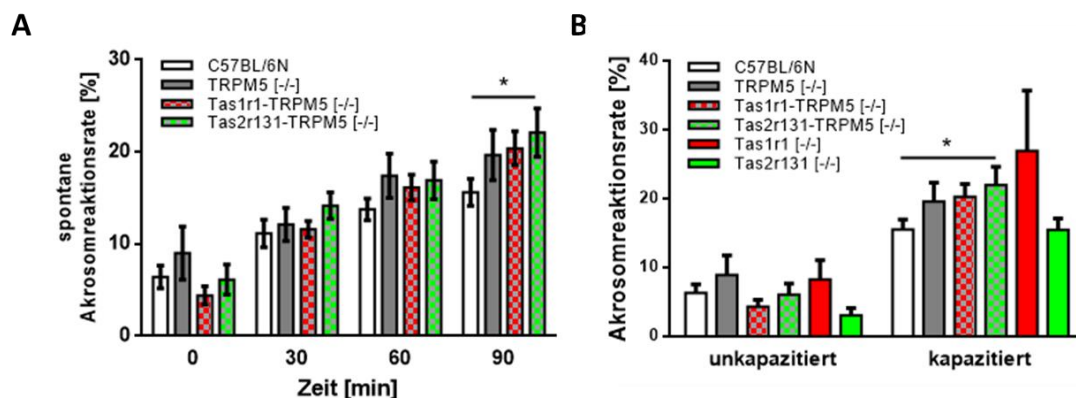 A
spontane
Akrosomreaktionsrate [%]
30
20
10
0
C57BL/6N
TRPM5 [-/-]
Tas1r1-TRPM5 [-/-]
Tas2r131-TRPM5 [-/-]
*
0 30 60 90
Zeit [min]
B
Akrosomreaktionsrate [%]
40
30
20
10
0
C57BL/6N
TRPM5 [-/-]
Tas1r1-TRPM5 [-/-]
Tas2r131-TRPM5 [-/-]
Tas1r1 [-/-]
Tas2r131 [-/-]
*
unkapazitiert kapazitiert